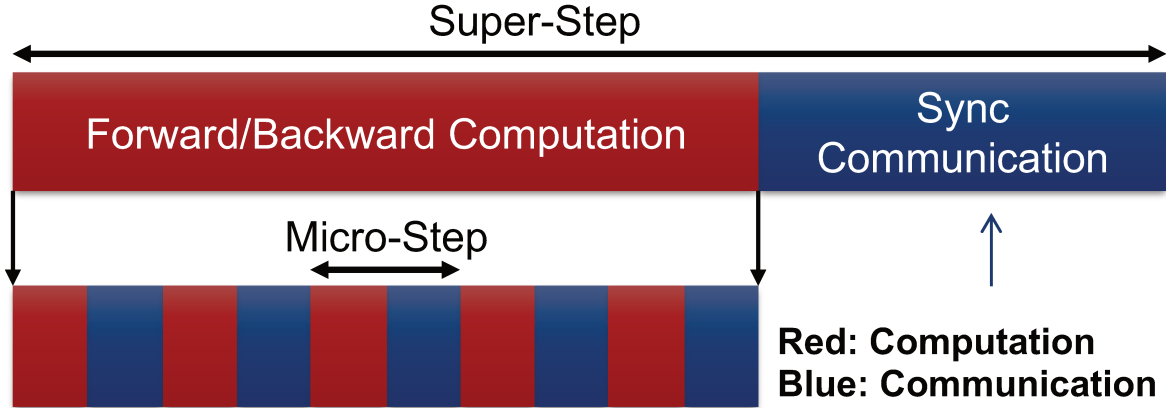 Super-Step
Forward/Backward Computation
Sync
Communication
Micro-Step
Red: Computation
Blue: Communication